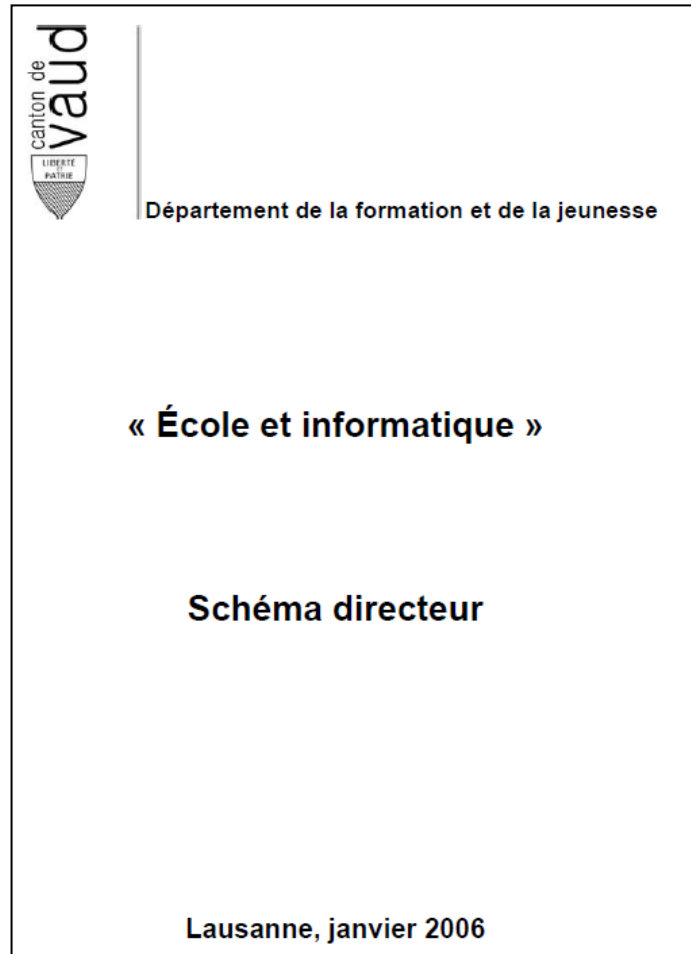 canton de
vaud
LIBERTÉ
ET
PATRIE
Département de la formation et de la jeunesse
« École et informatique »
Schéma directeur
Lausanne, janvier 2006